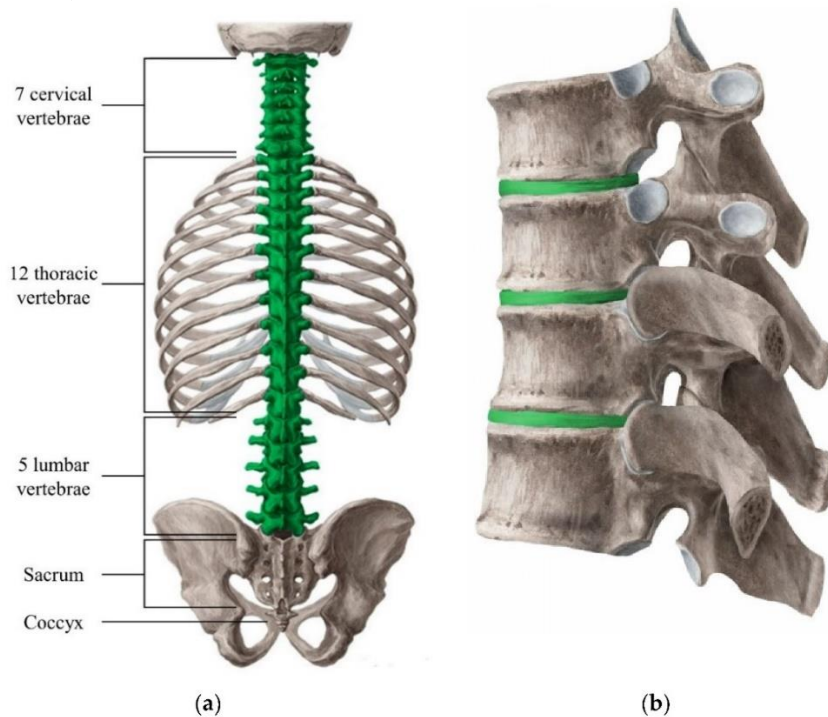 7 cervical
vertebrae
12 thoracic
vertebrae
5 lumbar
vertebrae
Sacrum
Coccyx
(a)
(b)